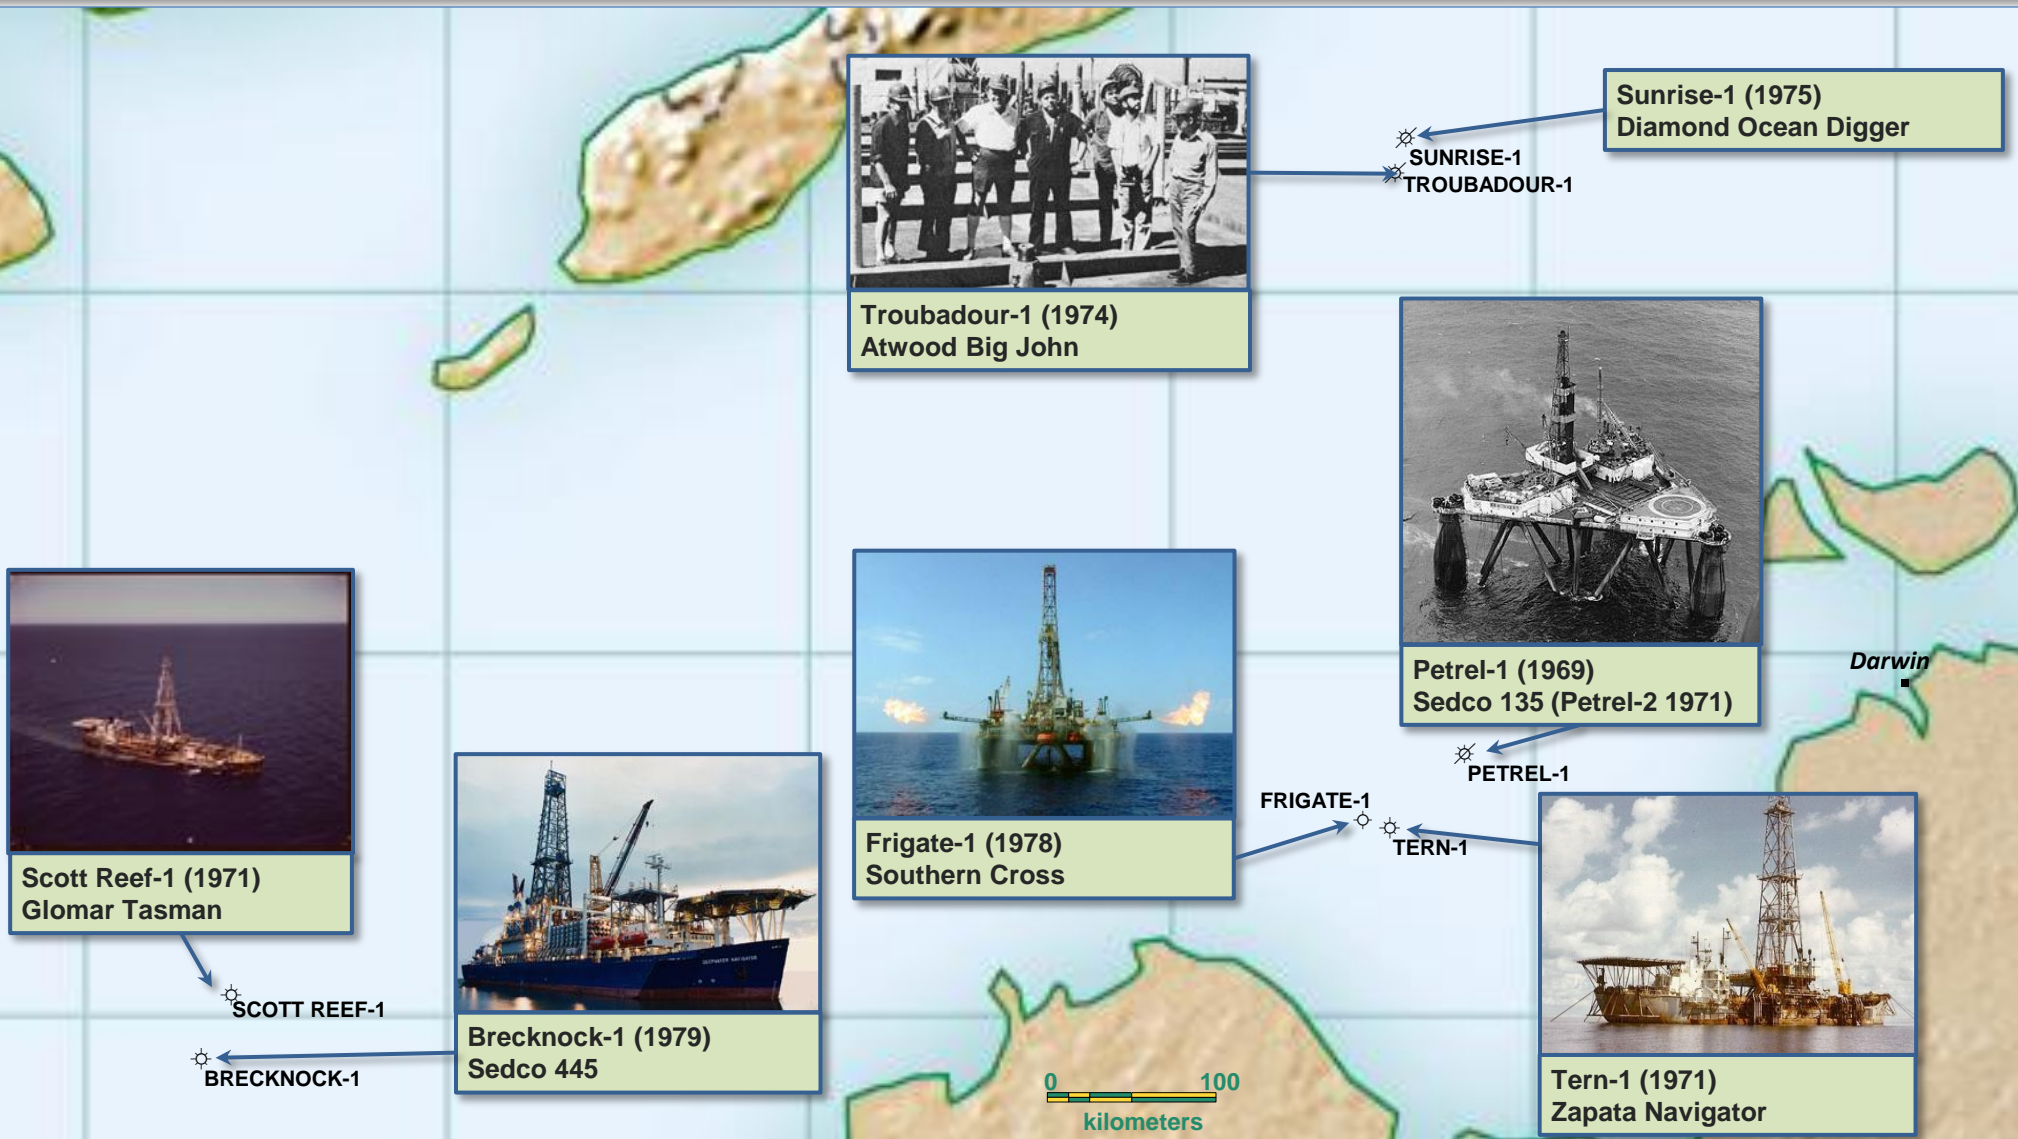 Sunrise-1 (1975)
Diamond Ocean Digger
SUNRISE-1
TROUBADOUR-1
Troubadour-1 (1974)
Atwood Big John
Petrel-1 (1969)
Sedco 135 (Petrel-2 1971)
Darwin
PETREL-1
FRIGATE-1
TERN-1
Frigate-1 (1978)
Southern Cross
Scott Reef-1 (1971)
Glomar Tasman
SCOTT REEF-1
BRECKNOCK-1
DEEPWATER NAVIGATOR
Brecknock-1 (1979)
Sedco 445
0 100
kilometers
Tern-1 (1971)
Zapata Navigator